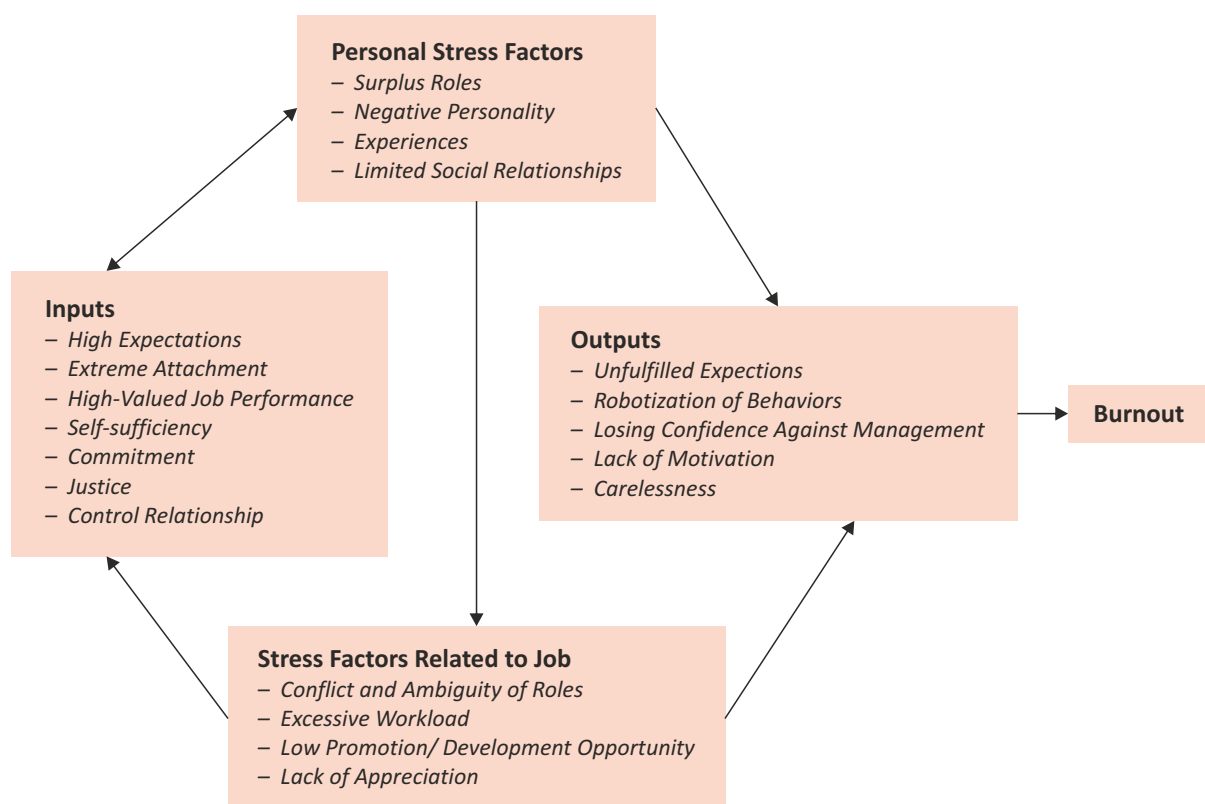 Personal Stress Factors
– Surplus Roles
– Negative Personality
– Experiences
– Limited Social Relationships
Inputs
– High Expectations
– Extreme Attachment
– High-Valued Job Performance
– Self-sufficiency
– Commitment
– Justice
– Control Relationship
Outputs
– Unfulfilled Expections
– Robotization of Behaviors
– Losing Confidence Against Management
– Lack of Motivation
– Carelessness
Burnout
Stress Factors Related to Job
– Conflict and Ambiguity of Roles
– Excessive Workload
– Low Promotion/ Development Opportunity
– Lack of Appreciation